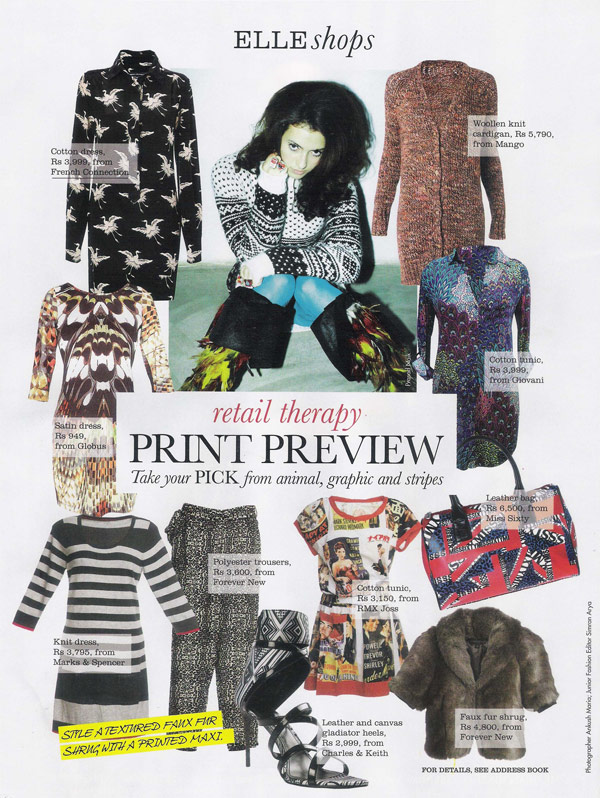 ELLE shops
Cotton dress,
Rs 3,999, from
French Connection
Woollen knit
cardigan, Rs 5,790,
from Mango
Cotton tunic,
Rs 3,999,
from Giovani
Satin dress,
Rs 949,
from Globus
retail therapy
PRINT PREVIEW
Take your PICK from animal, graphic and stripes
Leather bag,
Rs 6,500, from
Miss Sixty
Polyester trousers,
Rs 3,600, from
Forever New
Cotton tunic,
Rs 3,150, from
RMX Joss
Knit dress,
Rs 3,795, from
Marks & Spencer
STYLE A TEXTURED FAUX FUR
SHRUG WITH A PRINTED MAXI.
Leather and canvas
gladiator heels,
Rs 2,999, from
Charles & Keith
Faux fur shrug,
Rs 4,800, from
Forever New
FOR DETAILS, SEE ADDRESS BOOK
Junior Fashion Editor Simran Arya
POWELL
TREVOR
SHIRLEY